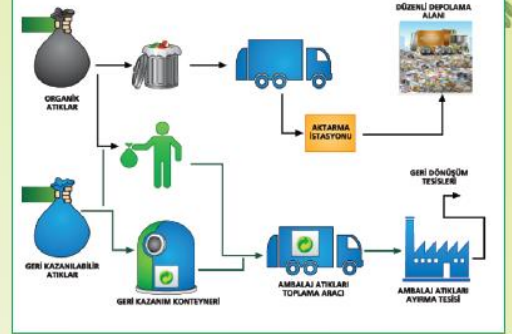 DÜZENLİ DEPOLAMA
ALANI
ORGANİK
ATIKLAR
AKTARMA
İSTASYONU
GERİ DÖNÜŞÜM
TESİSLERİ
GERİ KAZANILABİLİR
ATIKLAR
GERİ KAZANIM KONTEYNERİ
AMBALAJ ATIKLARI
TOPLAMA ARACI
AMBALAJ ATIKLARI
AYIRMA TESİSİ